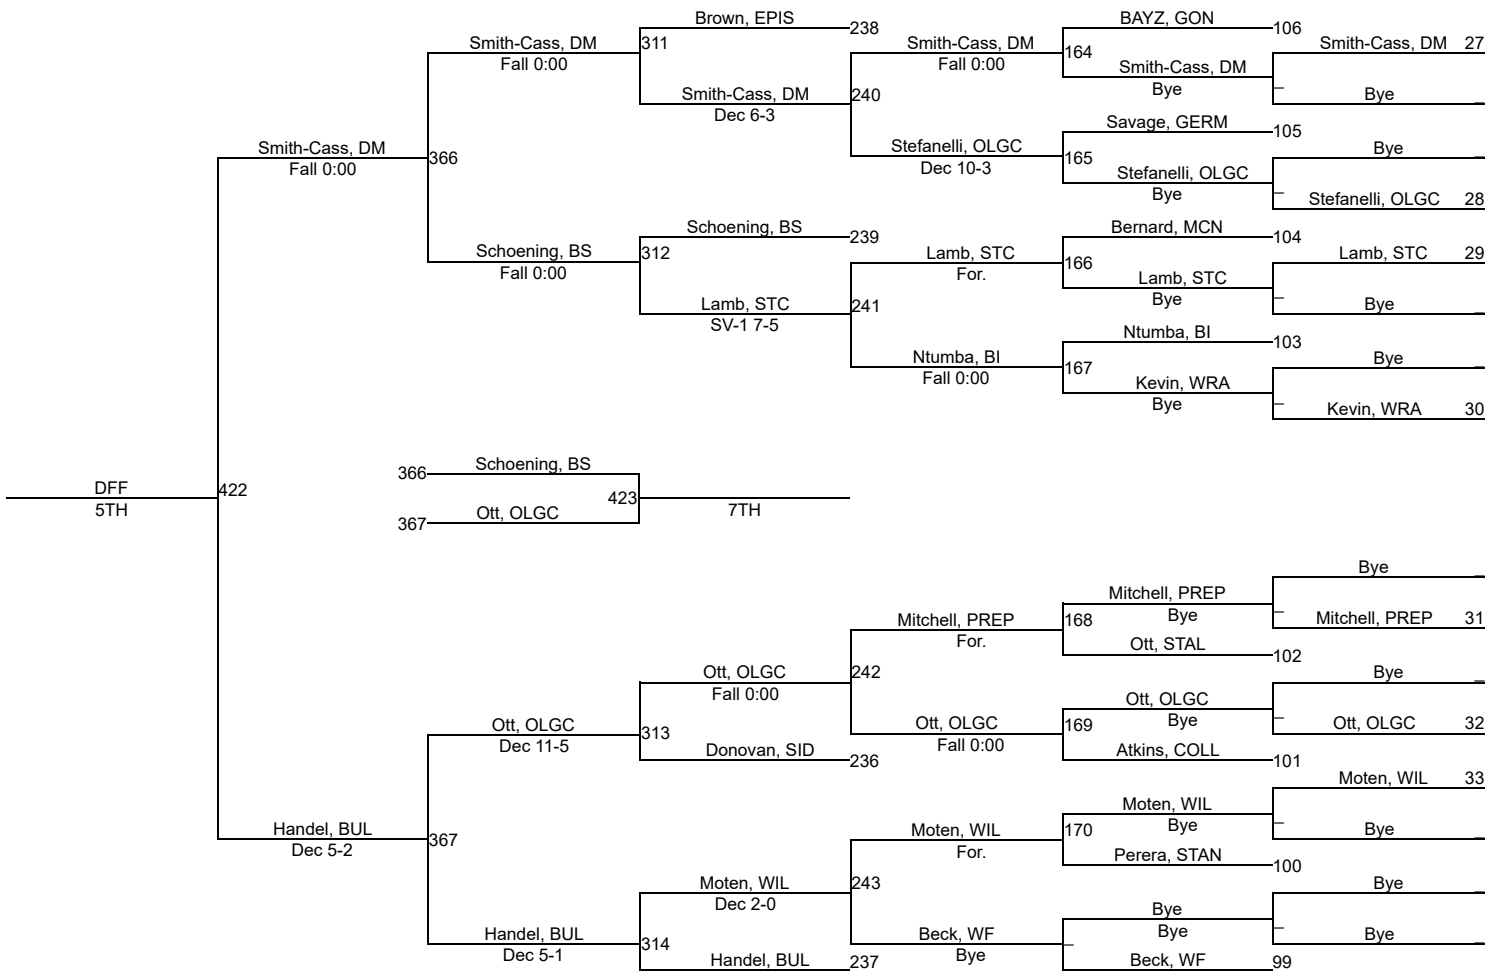 Brown, EPIS 238
BAYZ, GON 106
Smith-Cass, DM 311 Smith-Cass, DM 164 Smith-Cass, DM 27
Fall 0:00 Fall 0:00
Smith-Cass, DM
Smith-Cass, DM 240 Bye _ Bye _
Dec 6-3
Savage, GERM 105
Smith-Cass, DM 366 Stefanelli, OLGC 165 Bye _
Fall 0:00 Dec 10-3
Stefanelli, OLGC
Bye _ Stefanelli, OLGC 28
Schoening, BS 239 Bernard, MCN 104
Schoening, BS 312 Lamb, STC 166 Lamb, STC 29
Fall 0:00 For.
Lamb, STC
Lamb, STC 241 Bye _ Bye _
SV-1 7-5
Ntumba, BI 103
Ntumba, BI 167 Bye _
Fall 0:00 Kevin, WRA
Bye _ Kevin, WRA 30
366 Schoening, BS
DFF 422 423
5TH 7TH
367 Ott, OLGC
Bye _
Mitchell, PREP
Mitchell, PREP 168 Bye _ Mitchell, PREP 31
For.
Ott, STAL 102
Ott, OLGC 242 Bye _
Fall 0:00
Ott, OLGC
Ott, OLGC 313 Ott, OLGC 169 Bye _ Ott, OLGC 32
Dec 11-5 Fall 0:00
Donovan, SID 236 Atkins, COLL 101
Moten, WIL 33
Moten, WIL
Handel, BUL 367 Moten, WIL 170 Bye _ Bye _
Dec 5-2 For.
Perera, STAN 100
Moten, WIL 243 Bye _
Dec 2-0
Bye
Handel, BUL 314 Beck, WF _ Bye _ Bye _
Dec 5-1 Bye
Handel, BUL 237 Beck, WF 99